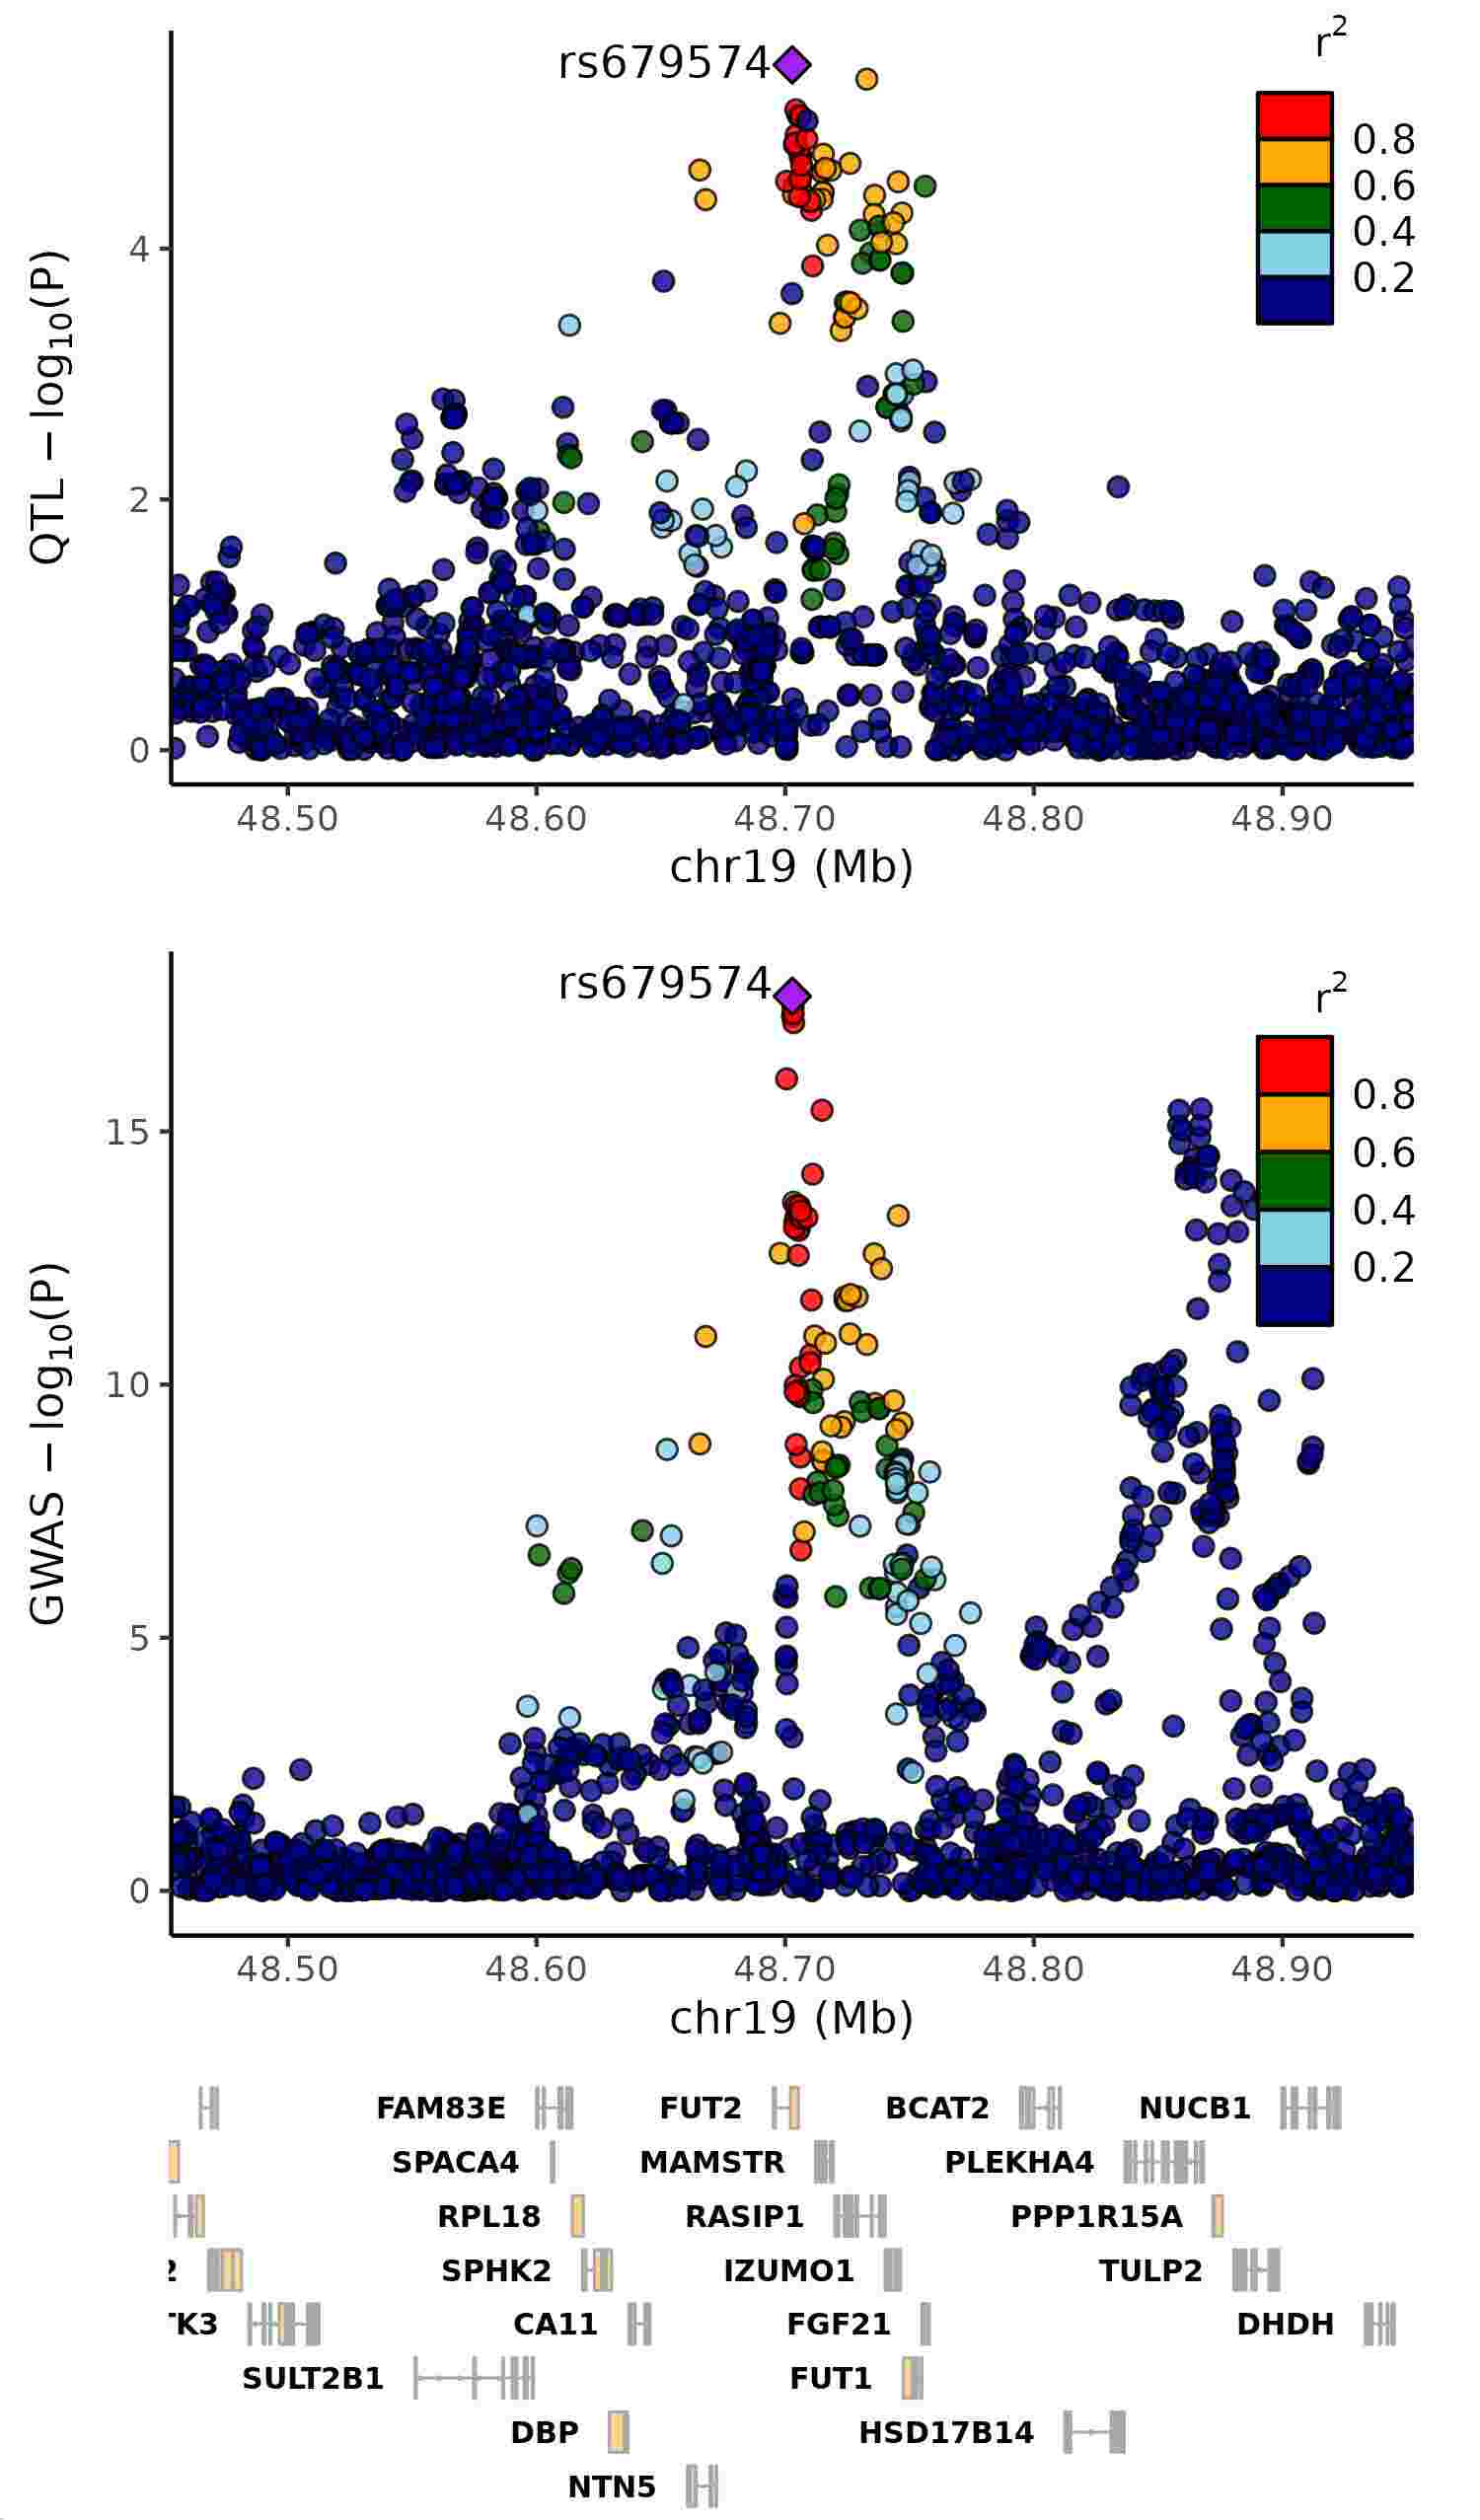 r²
rs679574
0.8
0.6
0.4
0.2
QTL − log₁₀(P)
4
2
0
48.50 48.60 48.70 48.80 48.90
chr19 (Mb)
r²
rs679574
0.8
0.6
0.4
0.2
GWAS − log₁₀(P)
15
10
5
0
48.50 48.60 48.70 48.80 48.90
chr19 (Mb)
FAM83E FUT2 BCAT2 NUCB1
SPACA4 MAMSTR PLEKHA4
RPL18 RASIP1 PPP1R15A
2 SPHK2 IZUMO1 TULP2
TK3 CA11 FGF21 DHDH
SULT2B1 FUT1
DBP HSD17B14
NTN5